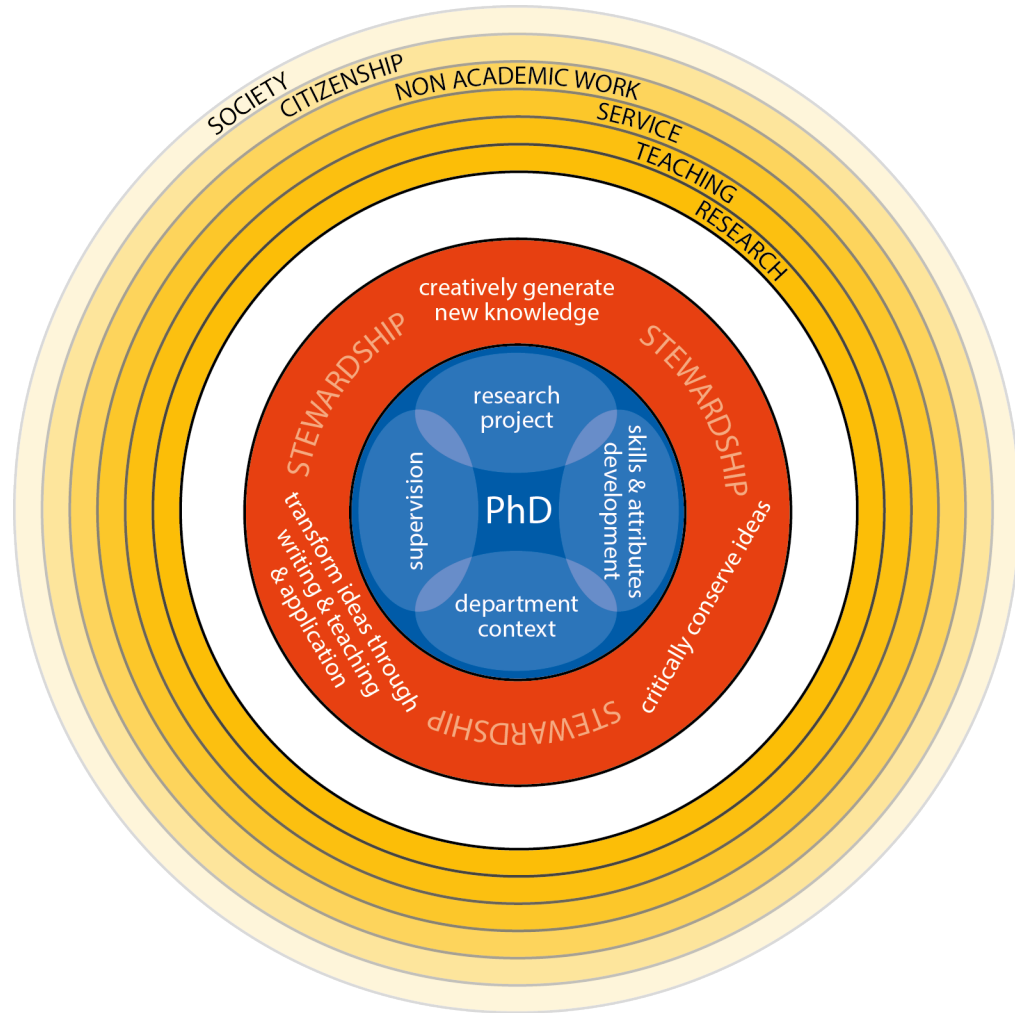 SOCIETY
CITIZENSHIP
NON ACADEMIC WORK
SERVICE
TEACHING
RESEARCH
creatively generate
new knowledge
STEWARDSHIP
STEWARDSHIP
research
project
supervision
PhD
skills & attributes
development
department
context
transform ideas through
writing & teaching
& application
critically conserve ideas
STEWARDSHIP